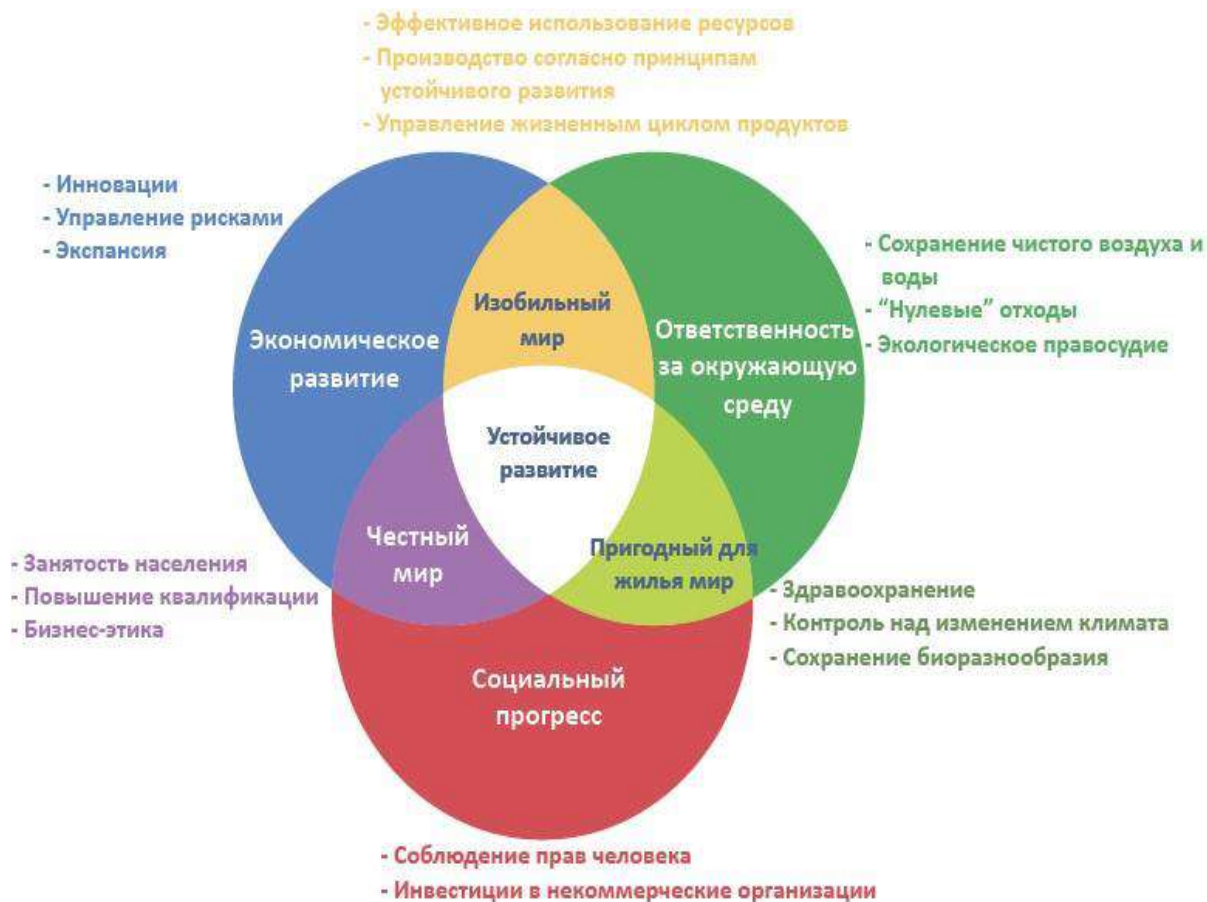 - Эффективное использование ресурсов
- Производство согласно принципам
устойчивого развития
- Управление жизненным циклом продуктов
- Инновации
- Управление рисками
- Экспансия
- Сохранение чистого воздуха и
воды
- “Нулевые” отходы
- Экологическое правосудие
Изобильный
мир
Экономическое
развитие
Ответственность
за окружающую
среду
Устойчивое
развитие
Честный
мир
Пригодный для
жилья мир
- Занятость населения
- Повышение квалификации
- Бизнес-этика
- Здравоохранение
- Контроль над изменением климата
- Сохранение биоразнообразия
Социальный
прогресс
- Соблюдение прав человека
- Инвестиции в некоммерческие организации